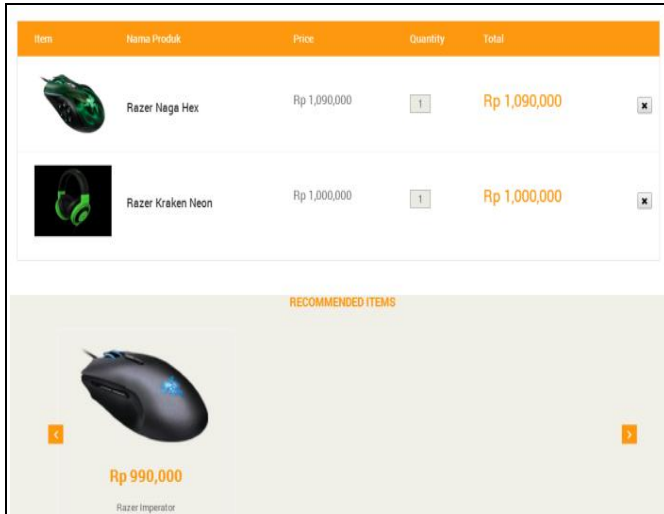 Item Nama Produk Price Quantity Total
Razer Naga Hex Rp 1,090,000 1 Rp 1,090,000 x
Razer Kraken Neon Rp 1,000,000 1 Rp 1,000,000 x
RECOMMENDED ITEMS
‹ ›
Rp 990,000
Razer Imperator